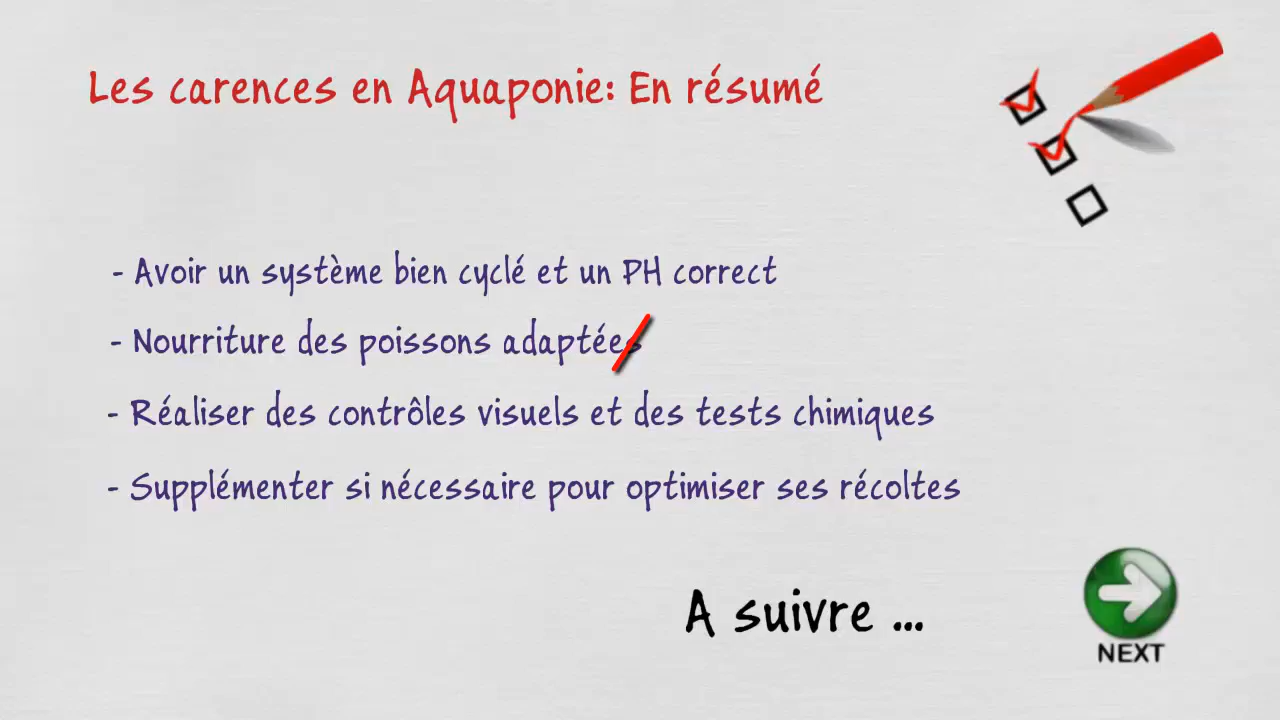 Les carences en Aquaponie: En résumé
- Avoir un système bien cyclé et un PH correct
- Nourriture des poissons adaptées
- Réaliser des contrôles visuels et des tests chimiques
- Supplémenter si nécessaire pour optimiser ses récoltes
A suivre ...
NEXT